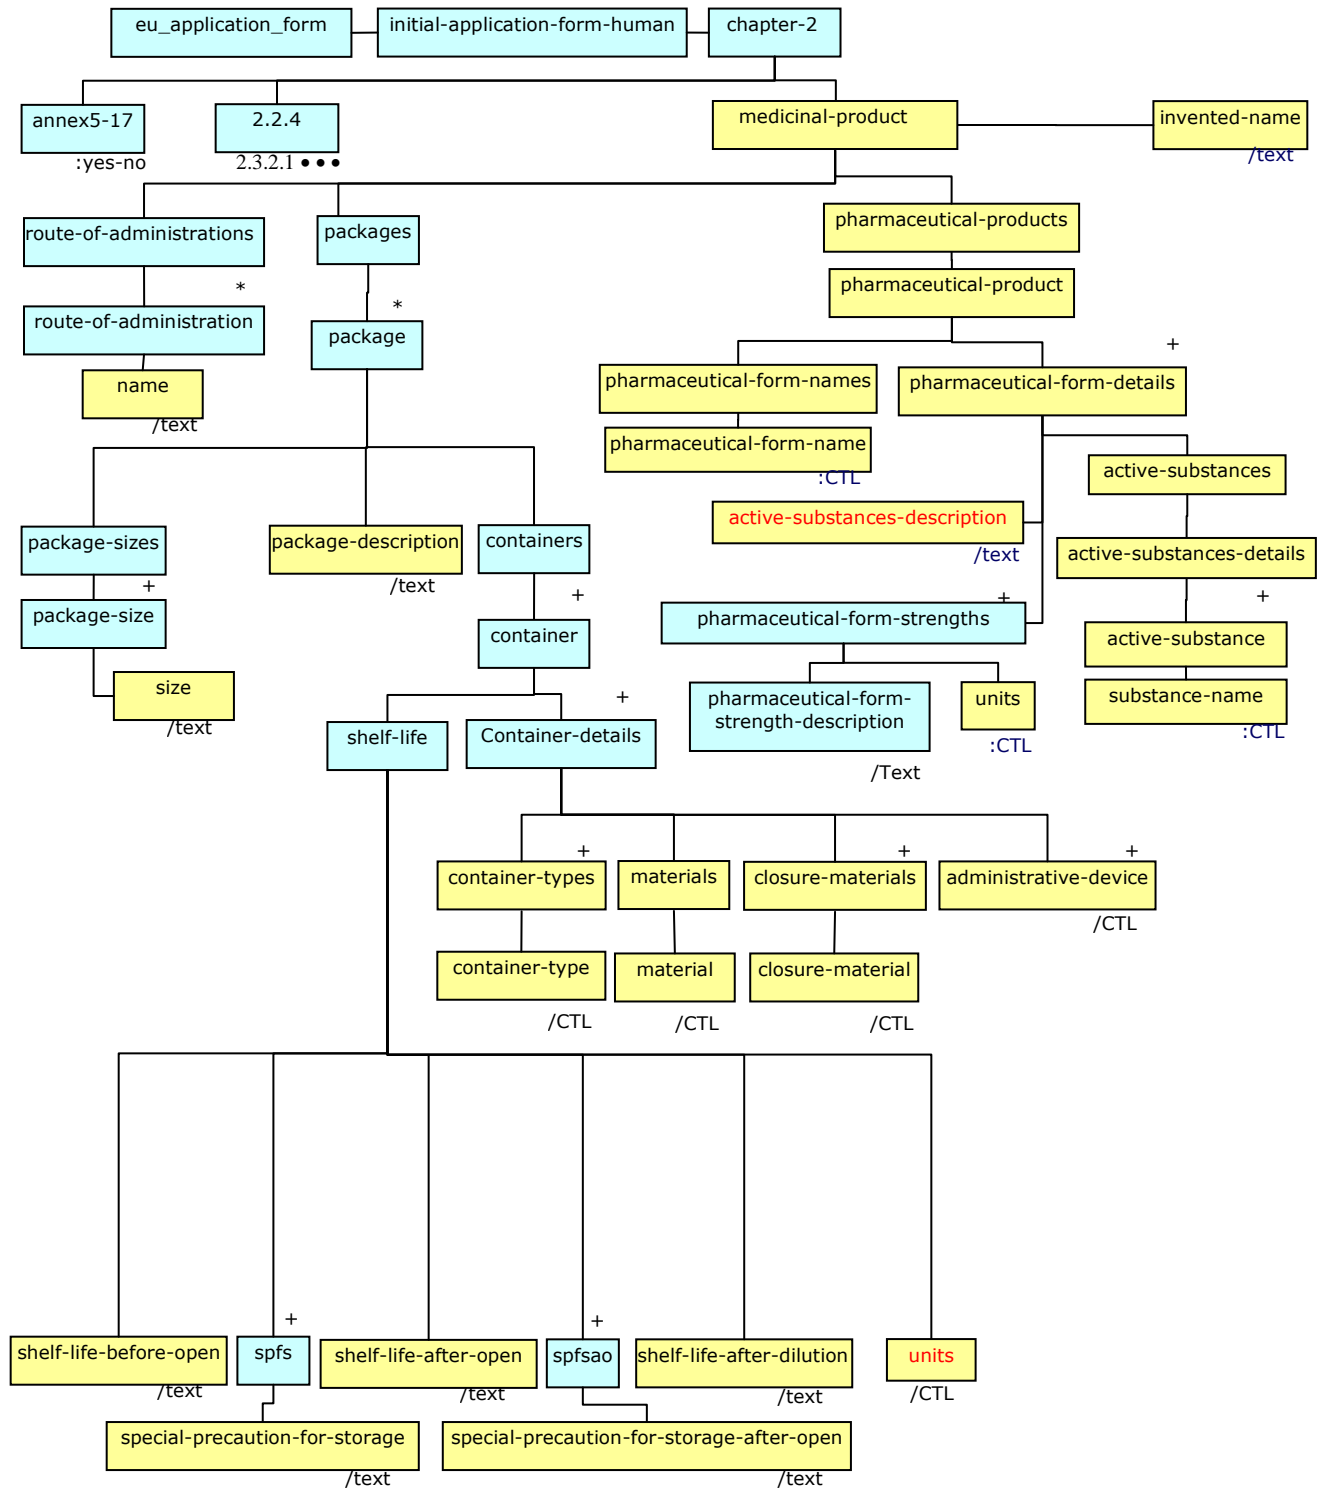 eu_application_form
initial-application-form-human
chapter-2
annex5-17
:yes-no
2.2.4
2.3.2.1 •••
medicinal-product
invented-name
/text
route-of-administrations
*
route-of-administration
name
/text
packages
*
package
pharmaceutical-products
pharmaceutical-product
+
pharmaceutical-form-names
pharmaceutical-form-name
:CTL
pharmaceutical-form-details
active-substances-description
/text
active-substances
active-substances-details
+
active-substance
substance-name
:CTL
+
pharmaceutical-form-strengths
pharmaceutical-form-
strength-description
/Text
units
:CTL
package-sizes
+
package-size
size
/text
package-description
/text
containers
+
container
shelf-life
+
Container-details
+
container-types
container-type
/CTL
materials
material
/CTL
+
closure-materials
closure-material
/CTL
+
administrative-device
/CTL
shelf-life-before-open
/text
+
spfs
special-precaution-for-storage
/text
shelf-life-after-open
/text
+
spfsao
special-precaution-for-storage-after-open
/text
shelf-life-after-dilution
/text
units
/CTL